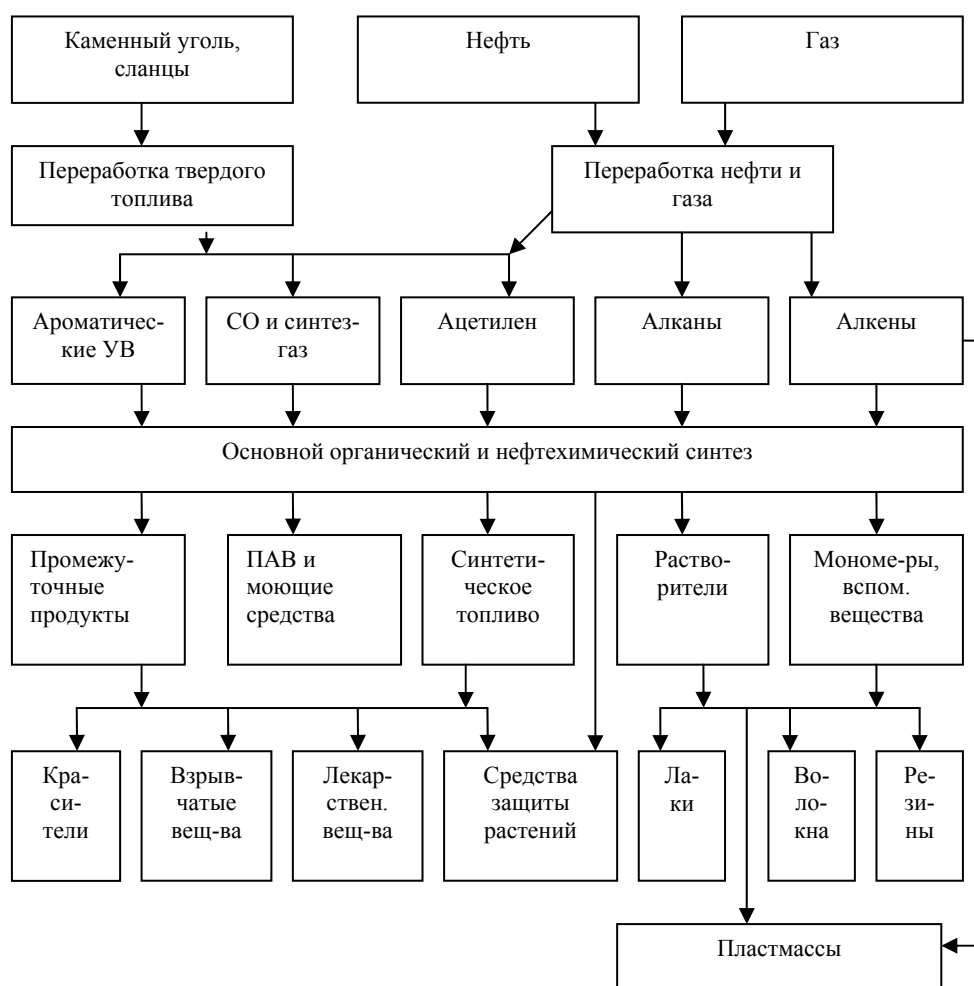 Каменный уголь,
сланцы
Нефть
Газ
Переработка твердого
топлива
Переработка нефти и
газа
Ароматичес-
кие УВ
СО и синтез-
газ
Ацетилен
Алканы
Алкены
Основной органический и нефтехимический синтез
Промежу-
точные
продукты
ПАВ и
моющие
средства
Синтети-
ческое
топливо
Раство-
рители
Мономе-ры,
вспом.
вещества
Кра-
си-
тели
Взрыв-
чатые
вещ-ва
Лекар-
ствен.
вещ-ва
Средства
защиты
растений
Ла-
ки
Во-
ло-
кна
Ре-
зи-
ны
Пластмассы